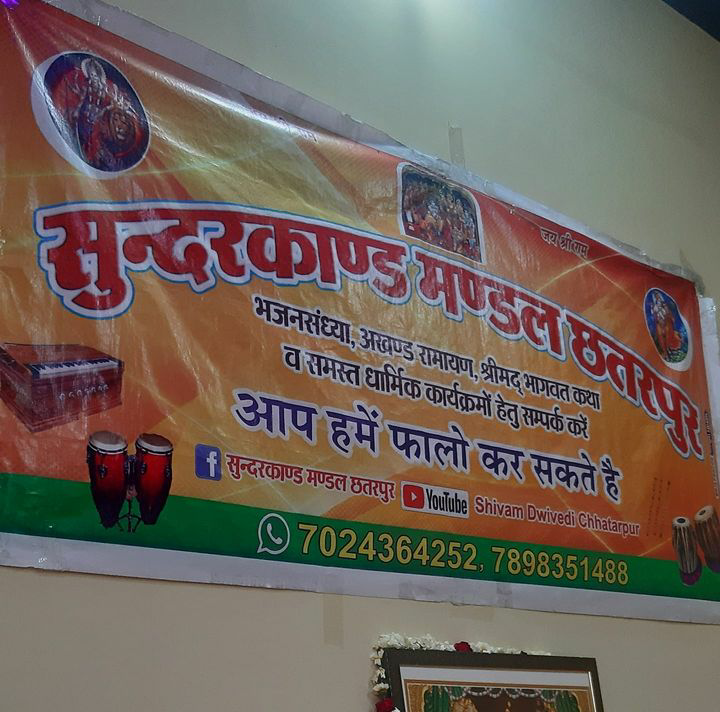 जय श्री राम
सुन्दरकाण्ड मण्डल छतरपुर
भजनसंध्या, अखण्ड रामायण, श्रीमद् भागवत कथा
व समस्त धार्मिक कार्यक्रमों हेतु सम्पर्क करें
आप हमें फालो कर सकते है
f सुन्दरकाण्ड मण्डल छतरपुर YouTube Shivam Dwivedi Chhatarpur
7024364252, 7898351488